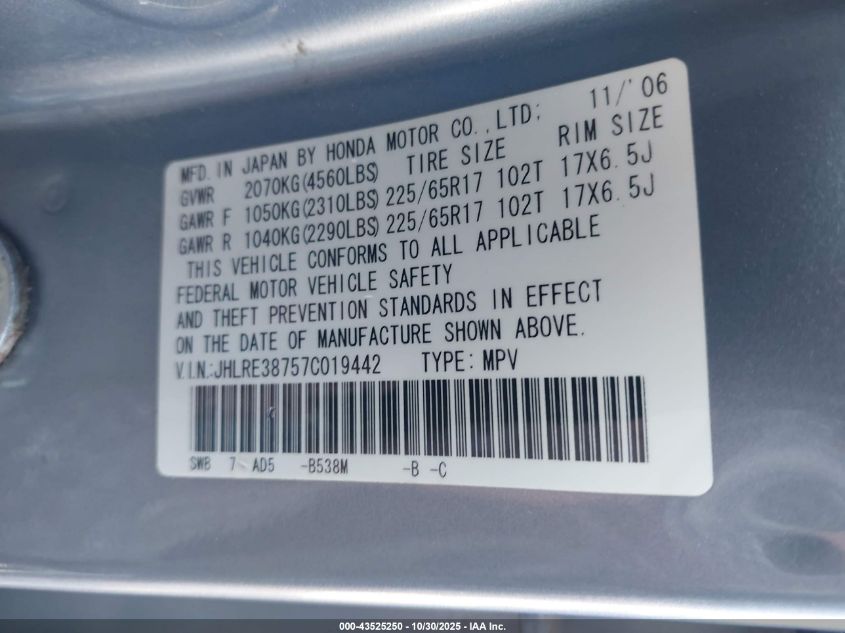 MFD. IN JAPAN BY HONDA MOTOR CO.,LTD; 11/'06
GVWR 2070KG(4560LBS) TIRE SIZE RIM SIZE
GAWR F 1050KG(2310LBS) 225/65R17 102T 17X6.5J
GAWR R 1040KG(2290LBS) 225/65R17 102T 17X6.5J
THIS VEHICLE CONFORMS TO ALL APPLICABLE
FEDERAL MOTOR VEHICLE SAFETY
AND THEFT PREVENTION STANDARDS IN EFFECT
ON THE DATE OF MANUFACTURE SHOWN ABOVE.
V.I.N.:JHLRE38757C019442 TYPE: MPV
SWB 7 AD5 -B538M -B -C
000-43525250 - 10/30/2025 - IAA Inc.